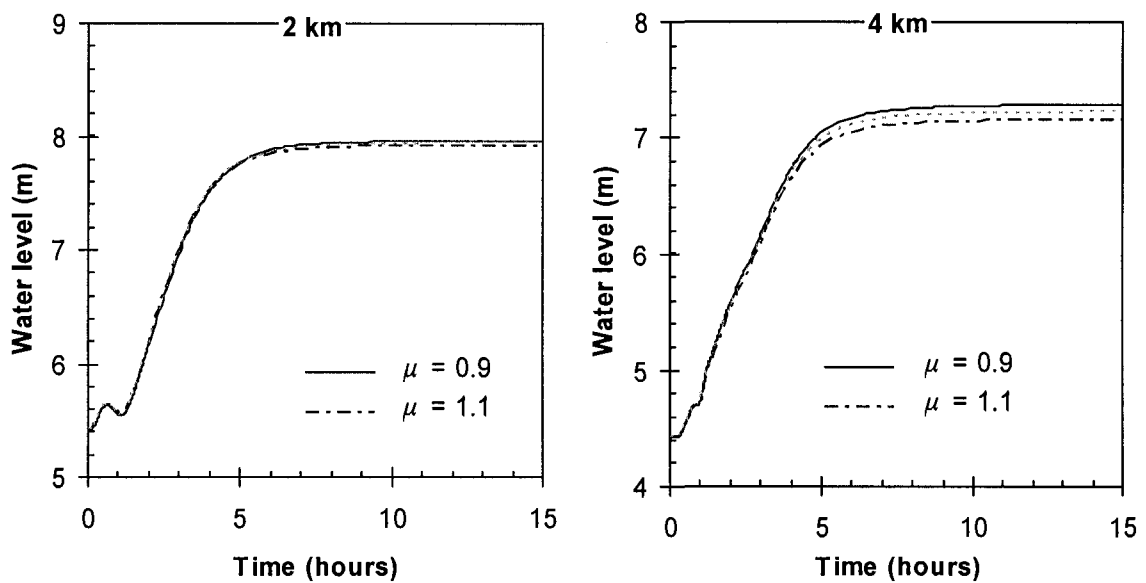 2 km
9
8
7
6
5
Water level (m)
μ = 0.9
μ = 1.1
0
5
10
15
Time (hours)
4 km
8
7
6
5
4
Water level (m)
μ = 0.9
μ = 1.1
0
5
10
15
Time (hours)